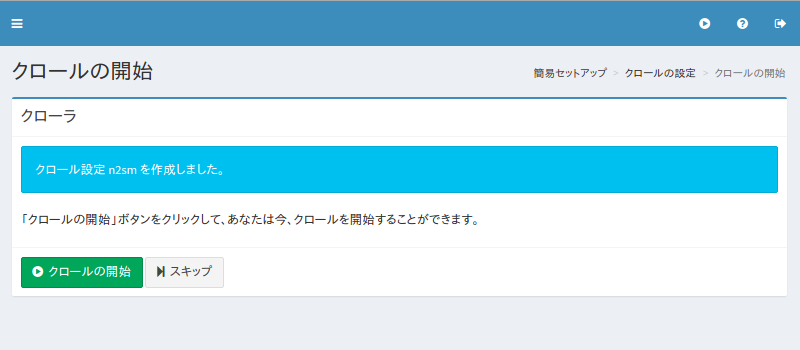 クロールの開始
簡易セットアップ > クロールの設定 > クロールの開始
クローラ
クロール設定 n2sm を作成しました。
「クロールの開始」ボタンをクリックして、あなたは今、クロールを開始することができます。
クロールの開始
スキップ